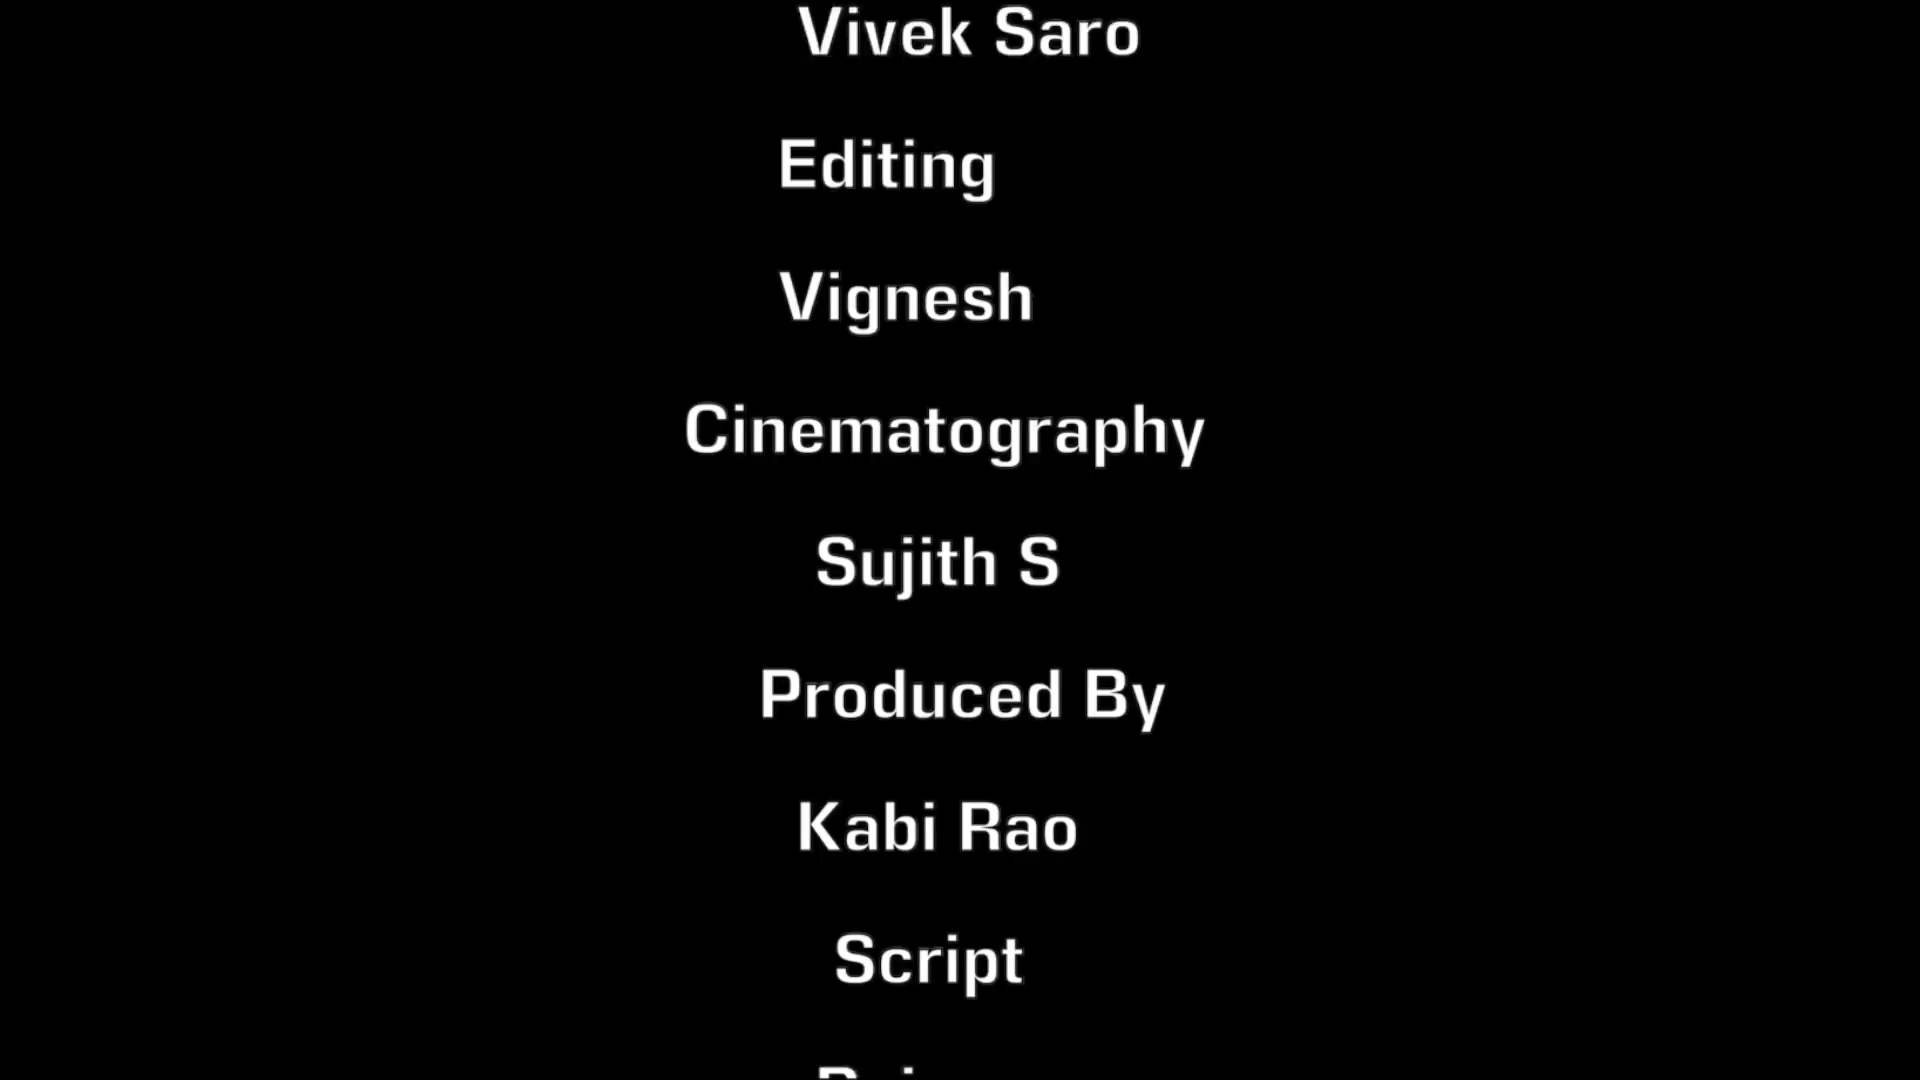 Vivek Saro
Editing
Vignesh
Cinematography
Sujith S
Produced By
Kabi Rao
Script